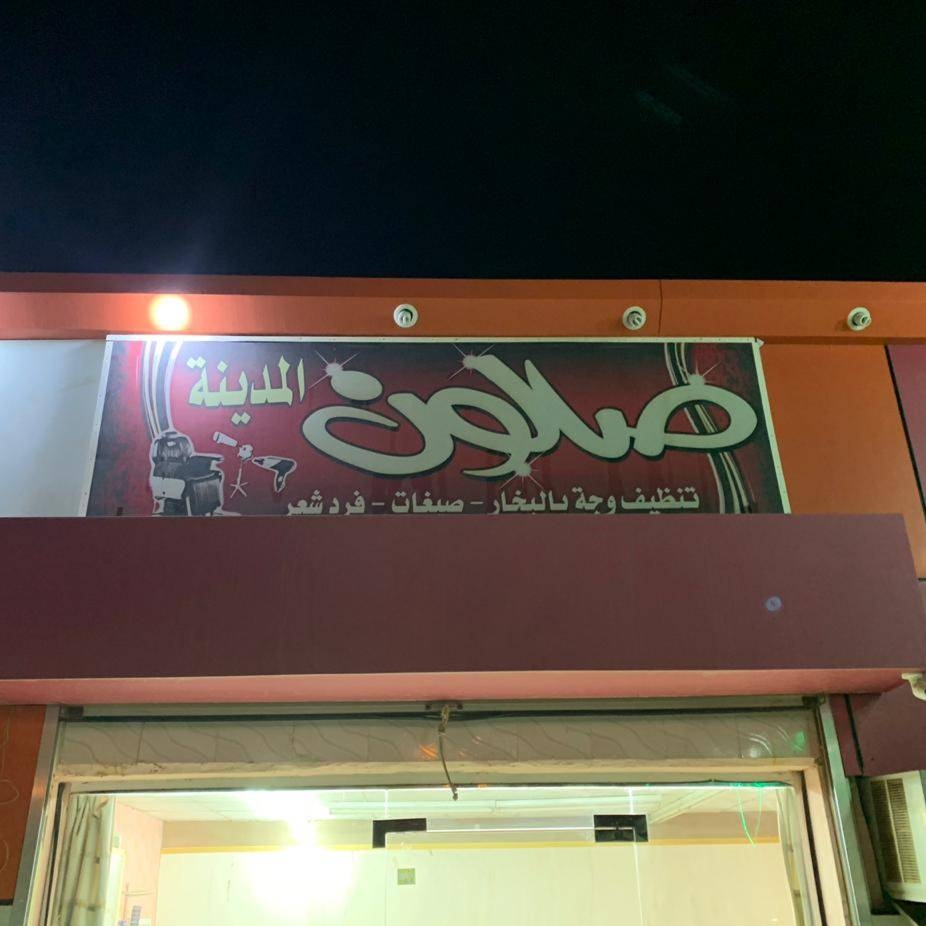 صالون المدينة
تنظيف وجة بالبخار - صبغات - فرد شعر